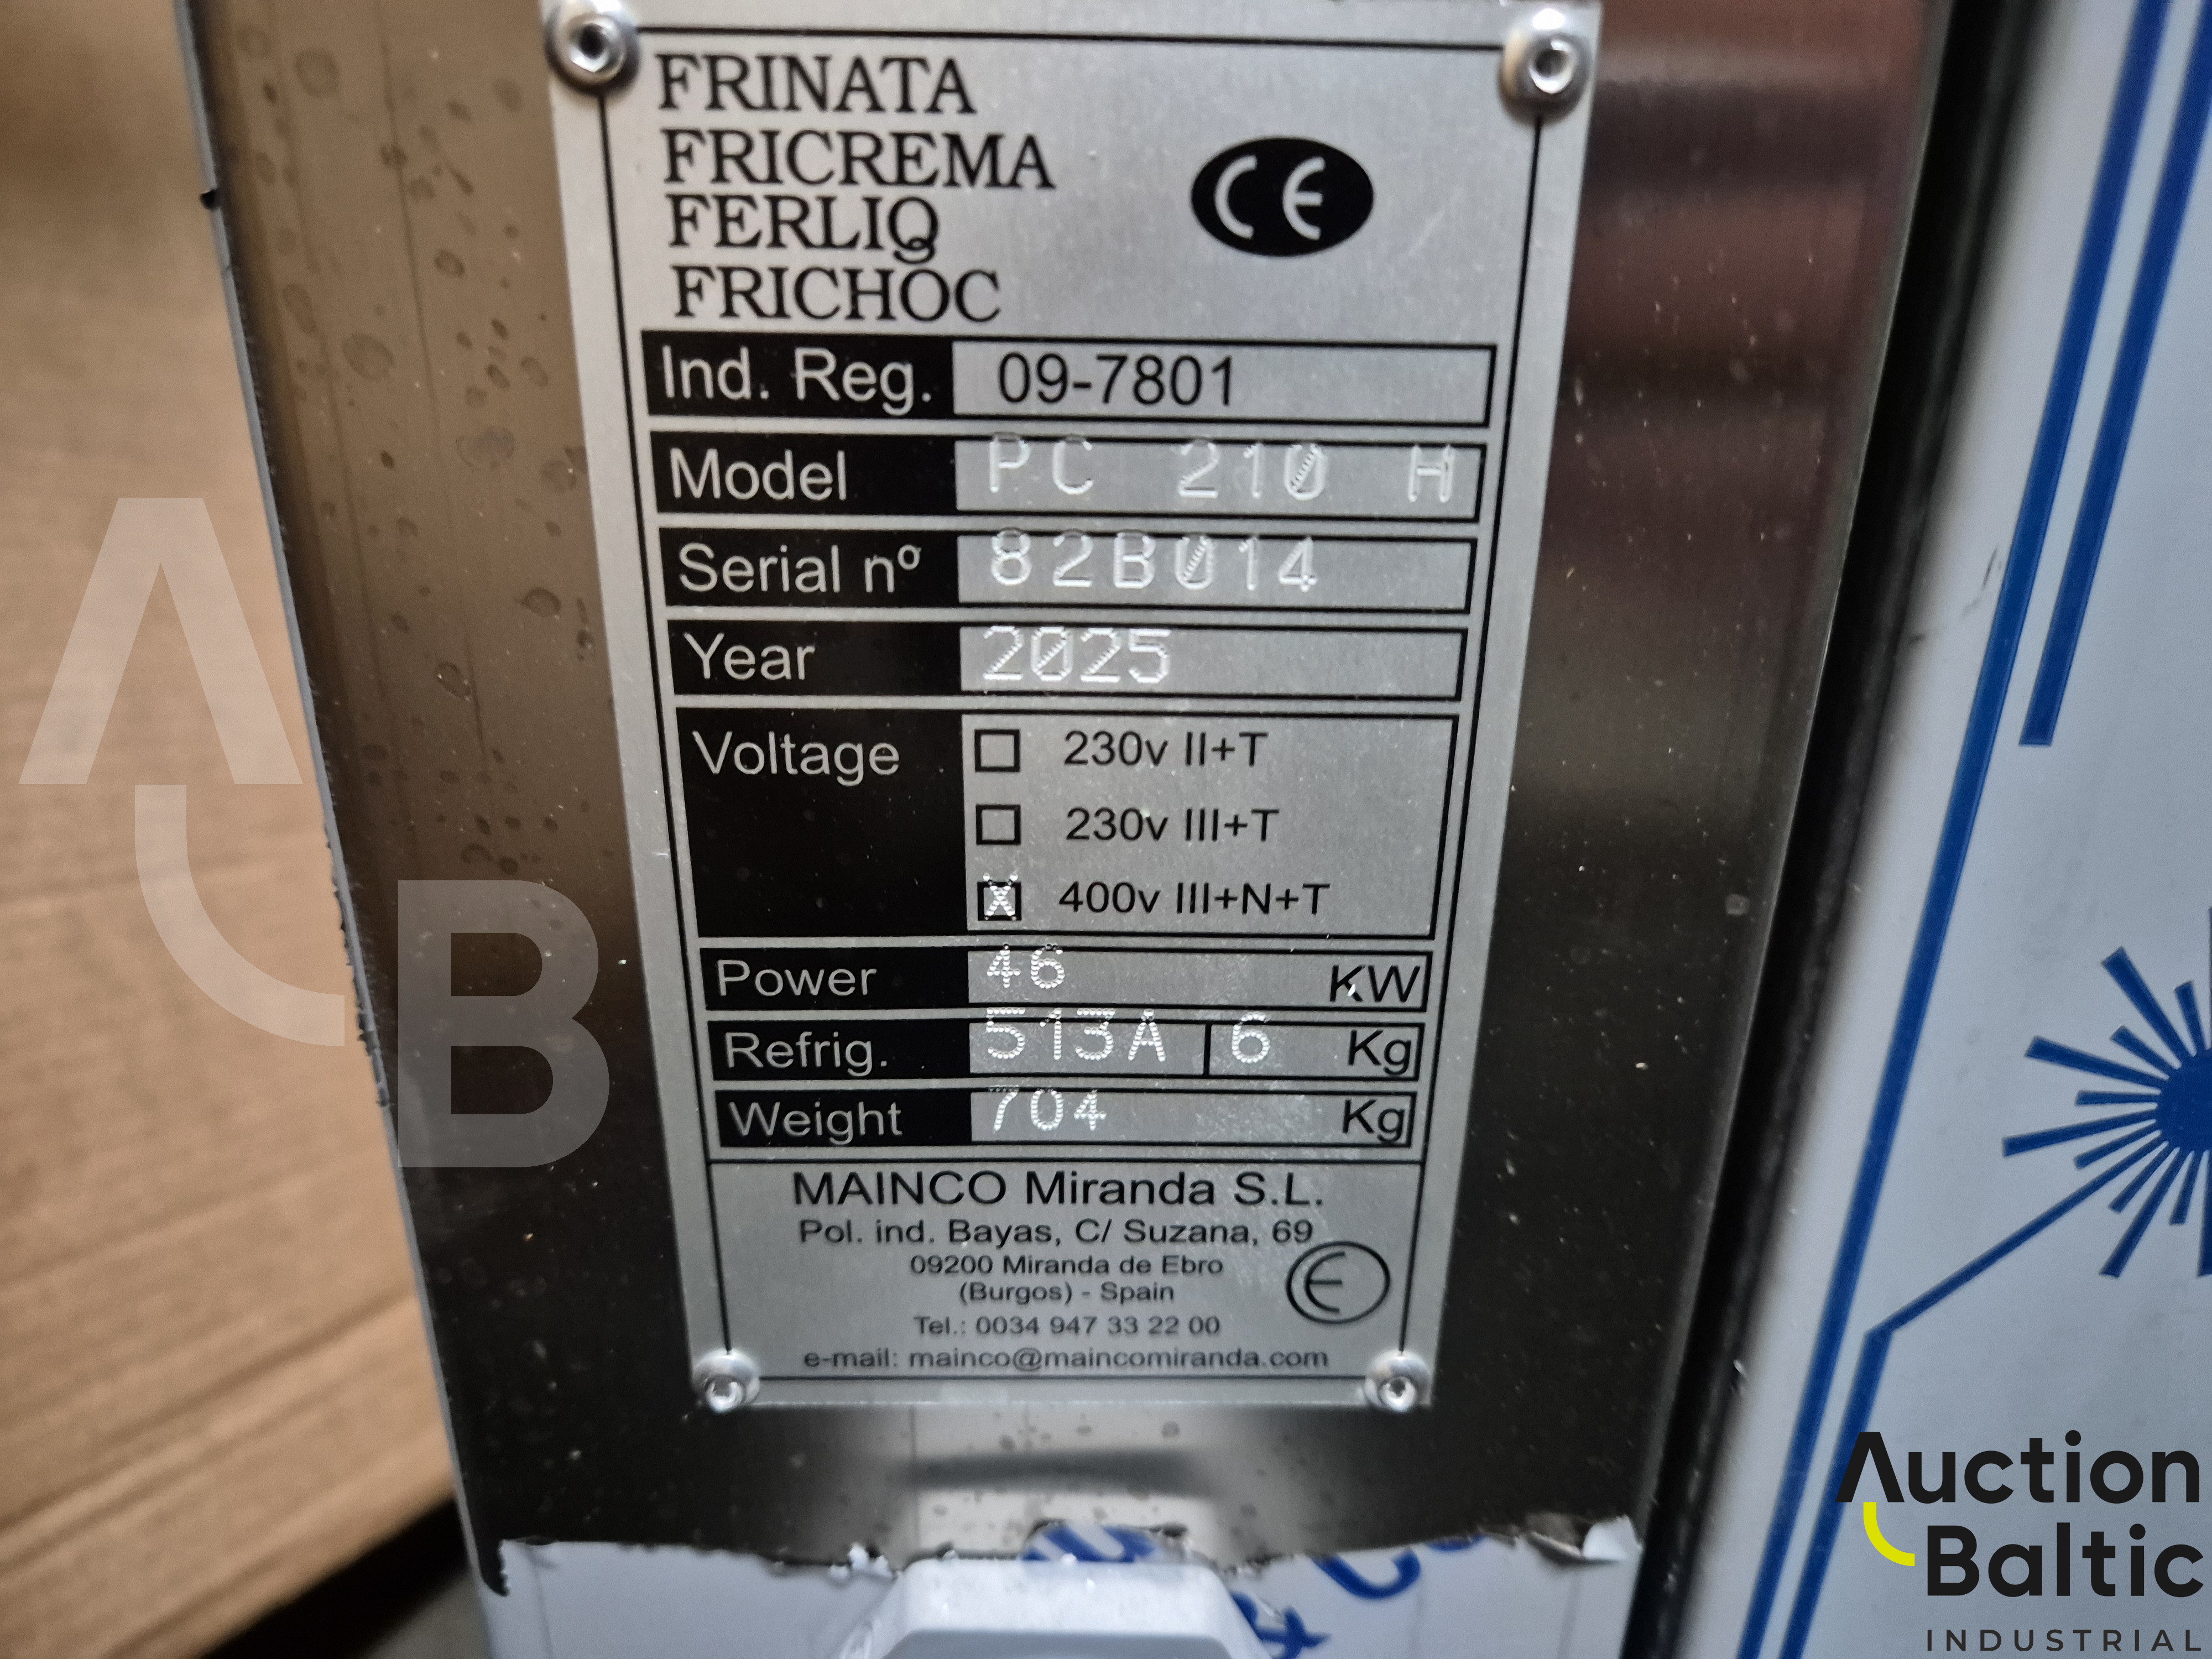 FRINATA
FRICREMA
FERLIQ
FRICHOC
CE
Ind. Reg. 09-7801
Model PC 210 H
Serial nº 82B014
Year 2025
Voltage 230v II+T
230v III+T
X 400v III+N+T
Power 46 KW
Refrig. 513A 6 Kg
Weight 704 Kg
MAINCO Miranda S.L.
Pol. ind. Bayas, C/ Suzana, 69
09200 Miranda de Ebro
(Burgos) - Spain
Tel.: 0034 947 33 22 00
e-mail: mainco@maincomiranda.com
AB
Auction
Baltic
INDUSTRIAL